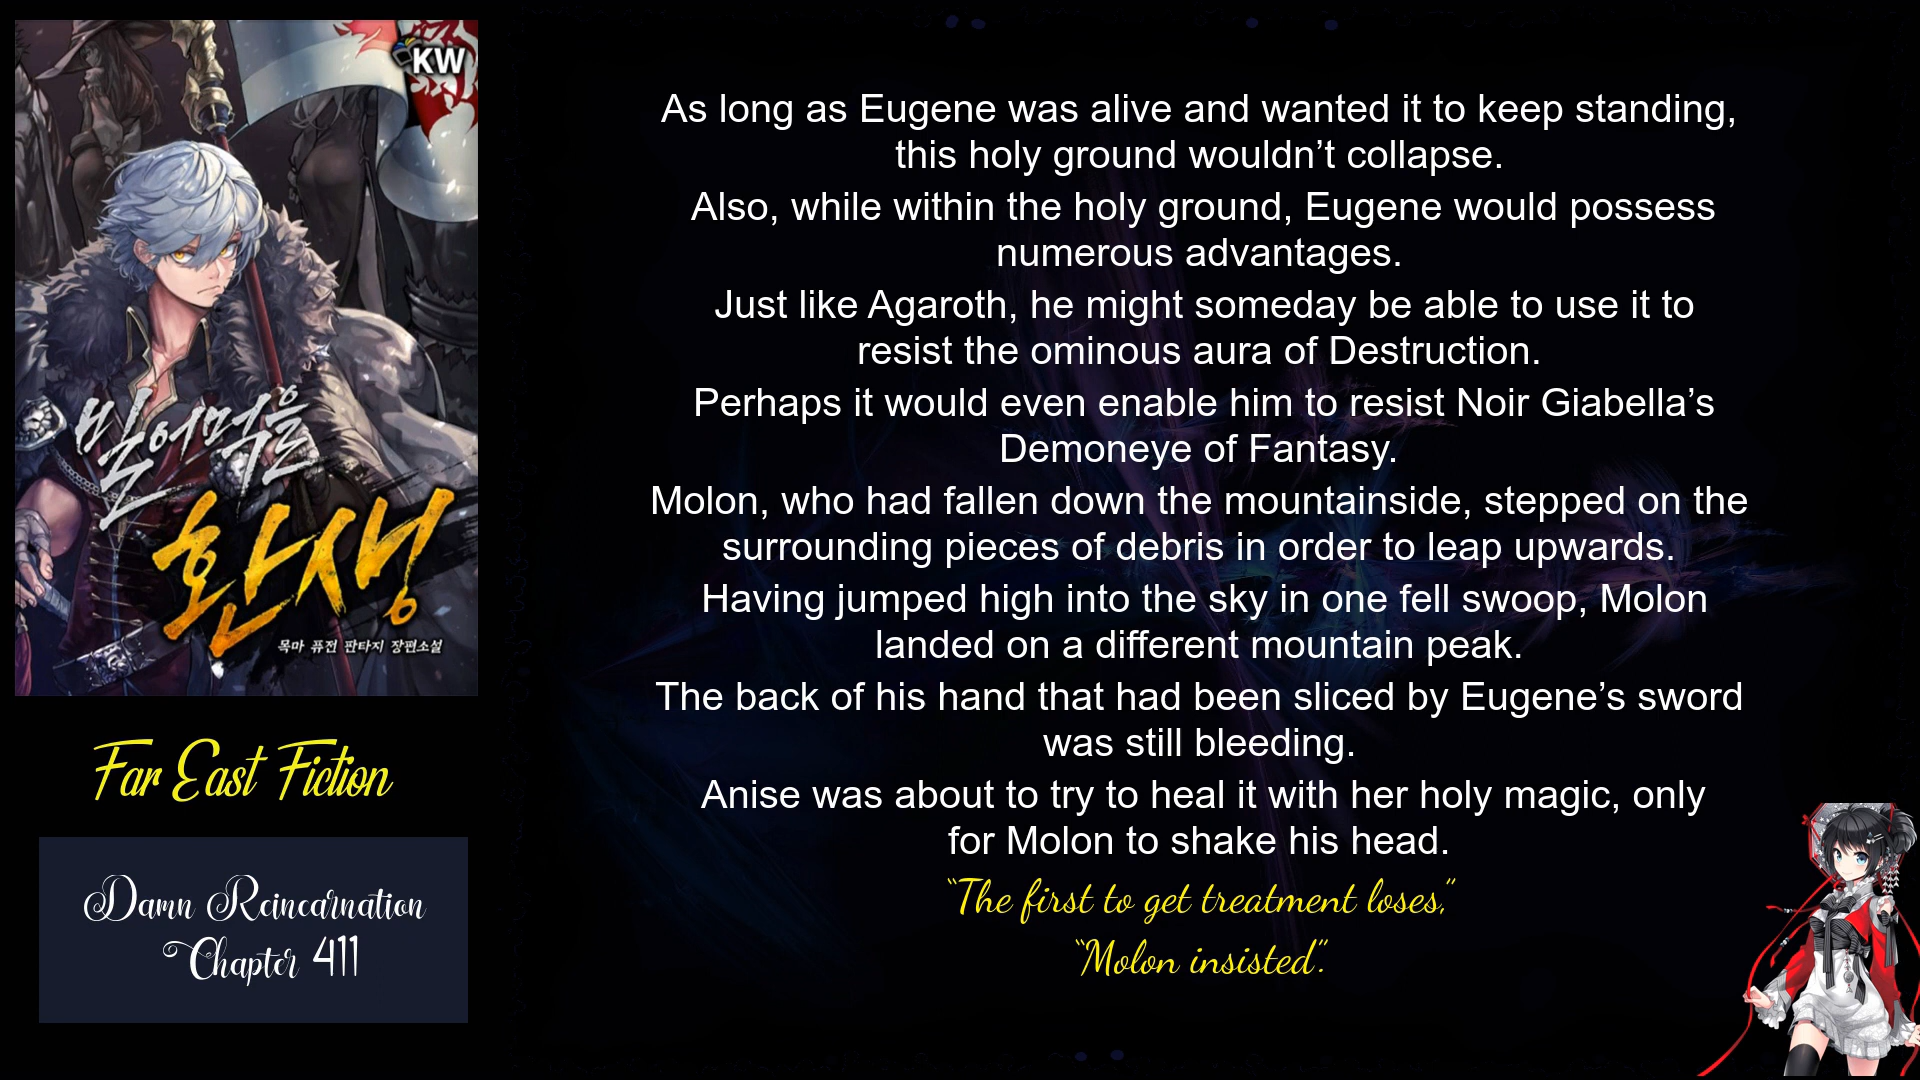 KW
빌어먹을
환생
목마 퓨전 판타지 장편소설
Far East Fiction
Damn Reincarnation
Chapter 411
As long as Eugene was alive and wanted it to keep standing,
this holy ground wouldn’t collapse.
Also, while within the holy ground, Eugene would possess
numerous advantages.
Just like Agaroth, he might someday be able to use it to
resist the ominous aura of Destruction.
Perhaps it would even enable him to resist Noir Giabella’s
Demoneye of Fantasy.
Molon, who had fallen down the mountainside, stepped on the
surrounding pieces of debris in order to leap upwards.
Having jumped high into the sky in one fell swoop, Molon
landed on a different mountain peak.
The back of his hand that had been sliced by Eugene’s sword
was still bleeding.
Anise was about to try to heal it with her holy magic, only
for Molon to shake his head.
“The first to get treatment loses,”
“Molon insisted”.